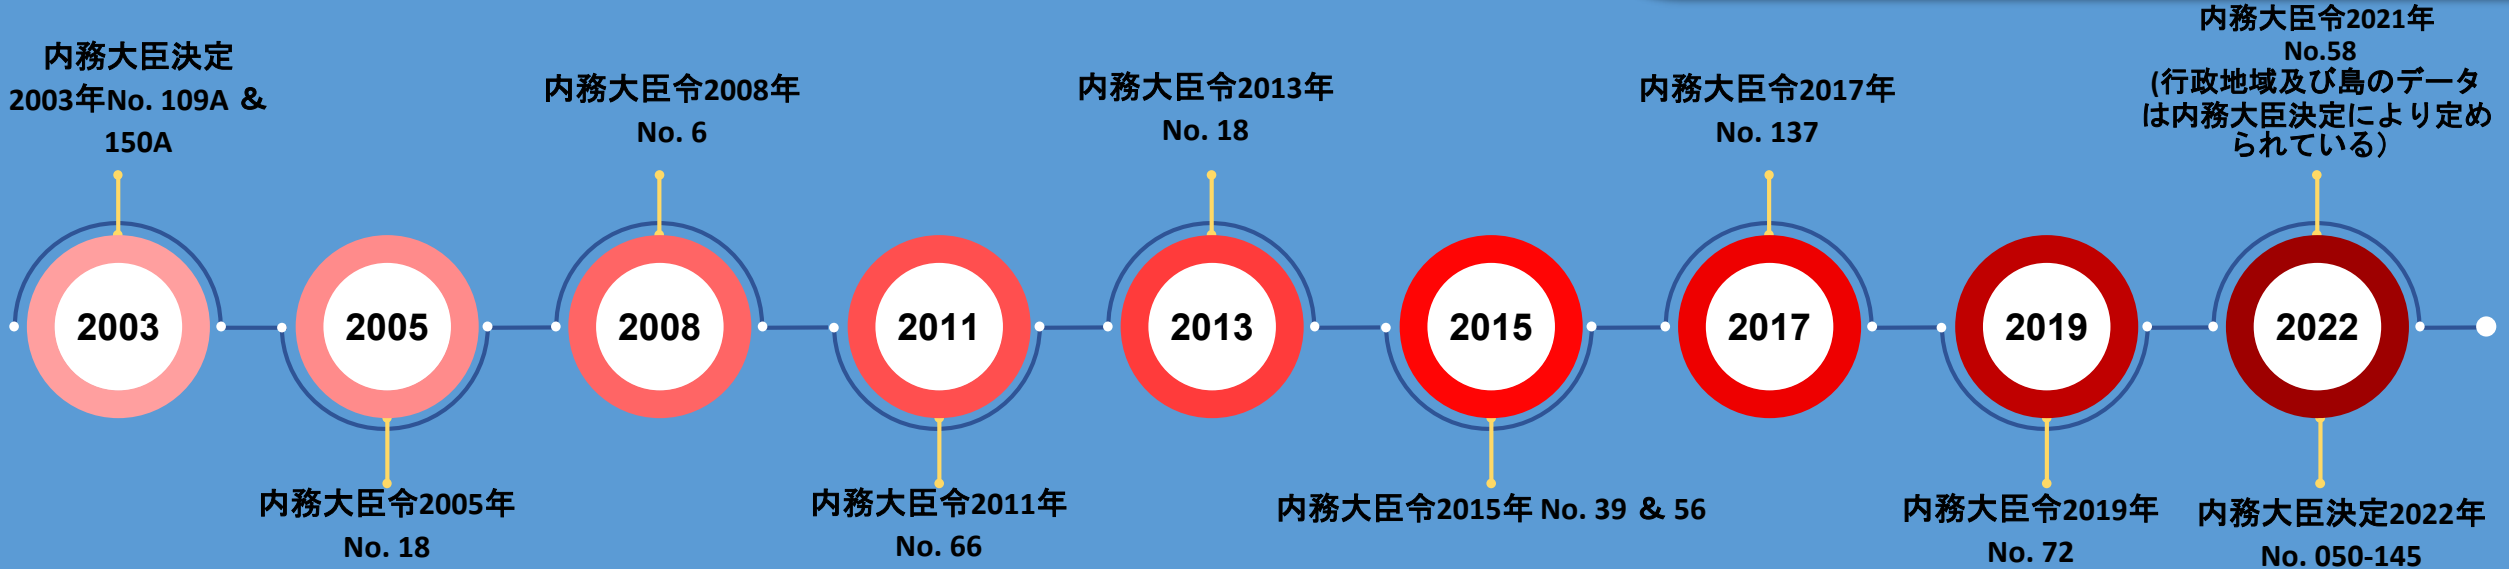 内務大臣決定
2003年No. 109A ＆
150A
内務大臣令2008年
No. 6
内務大臣令2013年
No. 18
内務大臣令2017年
No. 137
内務大臣令2021年
No.58
(行政地域及び島のデータ
は内務大臣決定により定め
られている）
2003
2005
2008
2011
2013
2015
2017
2019
2022
内務大臣令2005年
No. 18
内務大臣令2011年
No. 66
内務大臣令2015年 No. 39 ＆ 56
内務大臣令2019年
No. 72
内務大臣決定2022年
No. 050-145